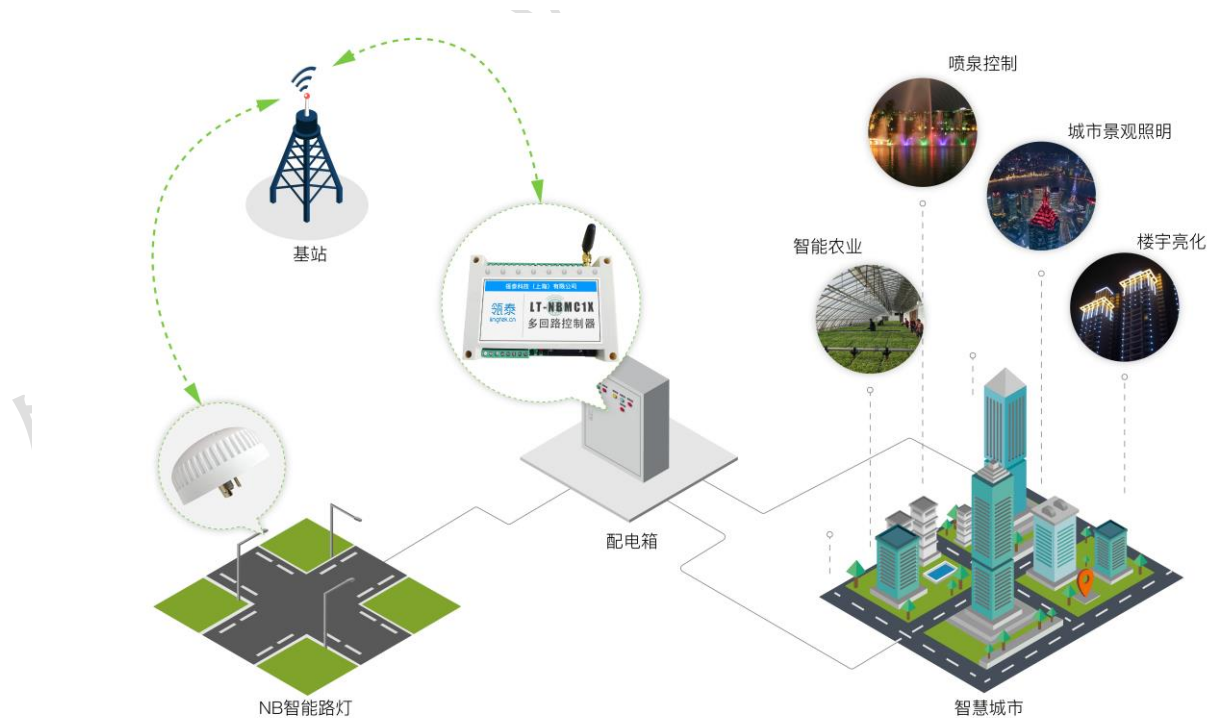 喷泉控制
城市景观照明
智能农业
楼宇亮化
基站
领泰科技（上海）有限公司
领泰
lingtek.cn
LT-NBMC1X
多回路控制器
配电箱
NB智能路灯
智慧城市